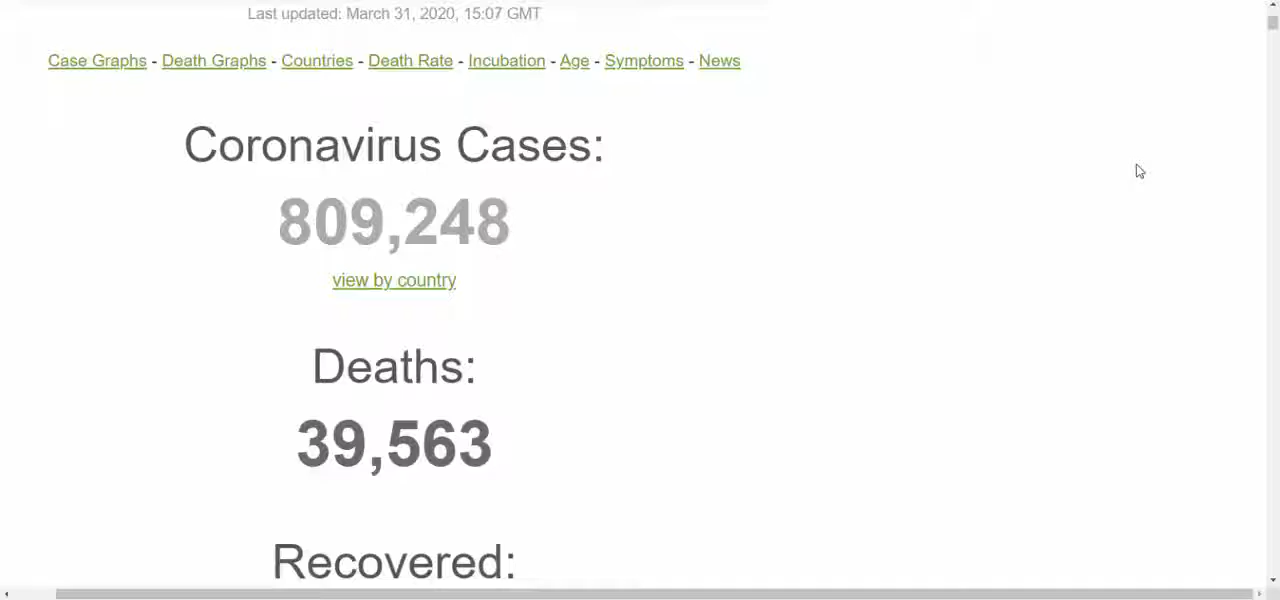 Last updated: March 31, 2020, 15:07 GMT
Case Graphs - Death Graphs - Countries - Death Rate - Incubation - Age - Symptoms - News
Coronavirus Cases:
809,248
view by country
Deaths:
39,563
Recovered: